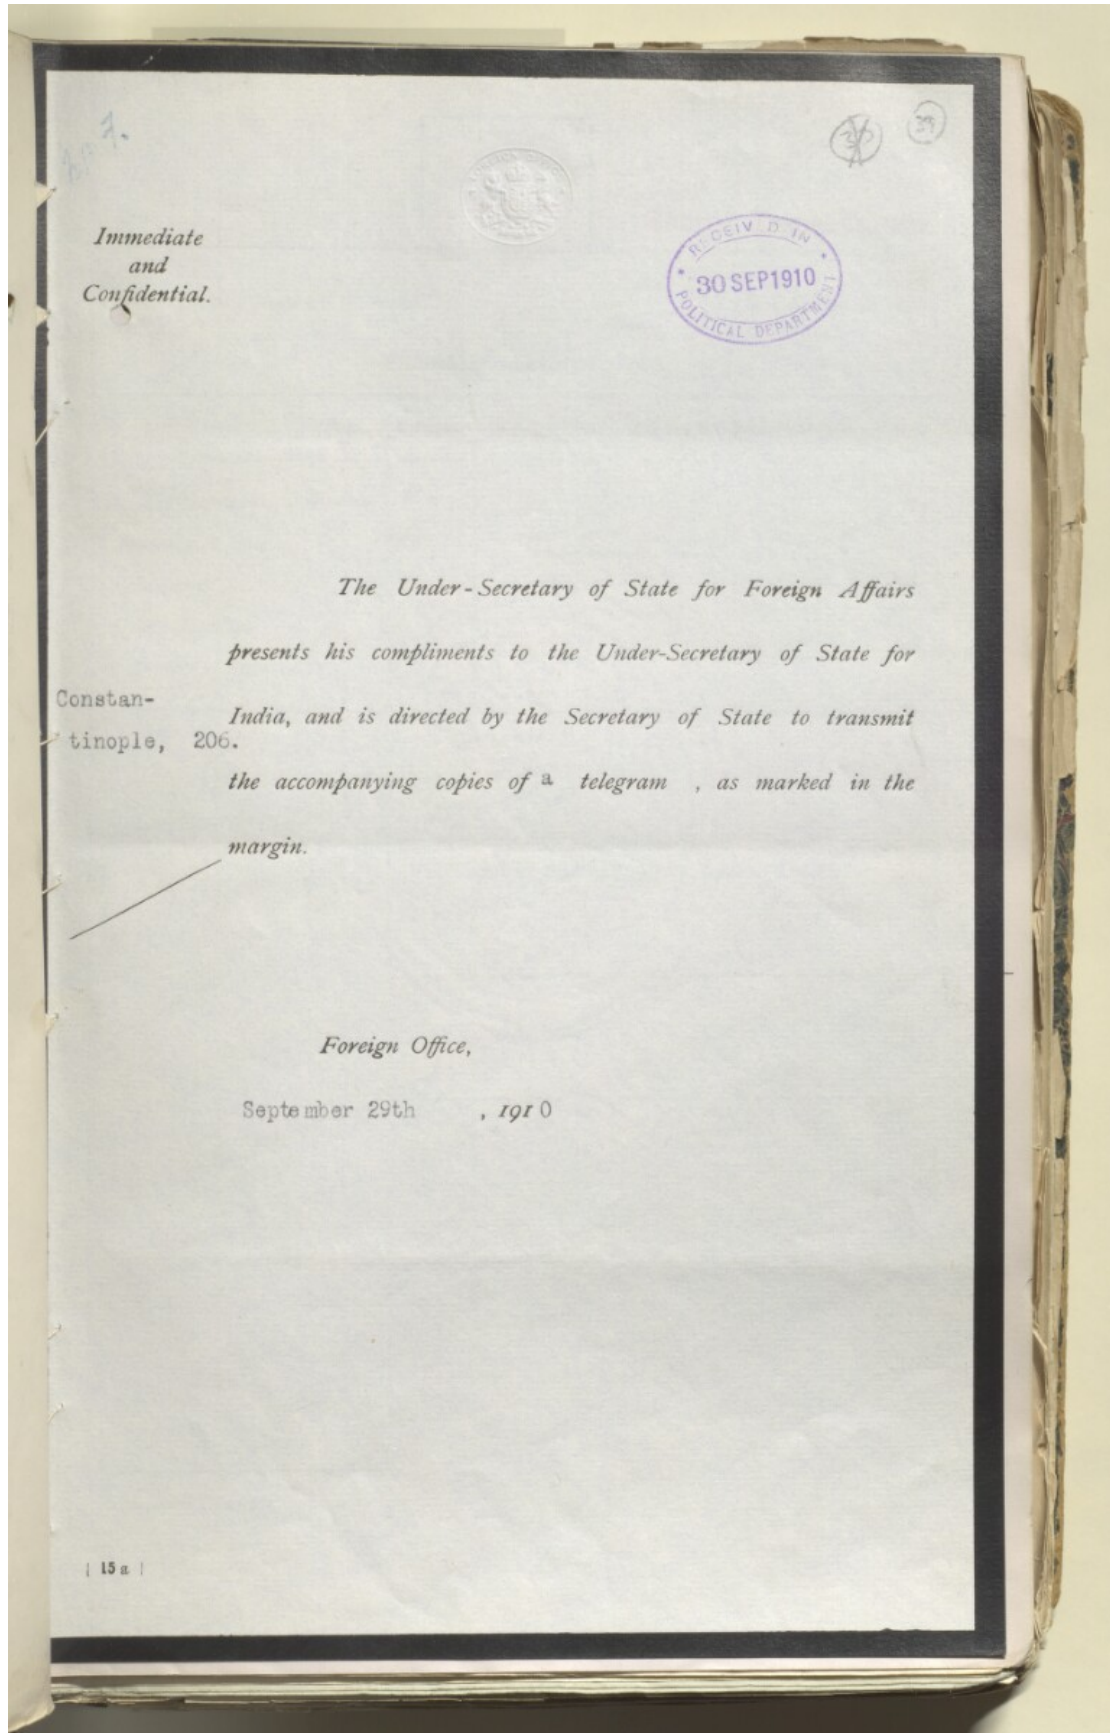 7.
39
Immediate
and
Confidential.
RECEIVED IN
30 SEP 1910
POLITICAL DEPARTMENT
The Under-Secretary of State for Foreign Affairs
presents his compliments to the Under-Secretary of State for
Constan-
India, and is directed by the Secretary of State to transmit
tinople, 206.
the accompanying copies of a telegram , as marked in the
margin.
Foreign Office,
September 29th , 1910
[ 15 a ]